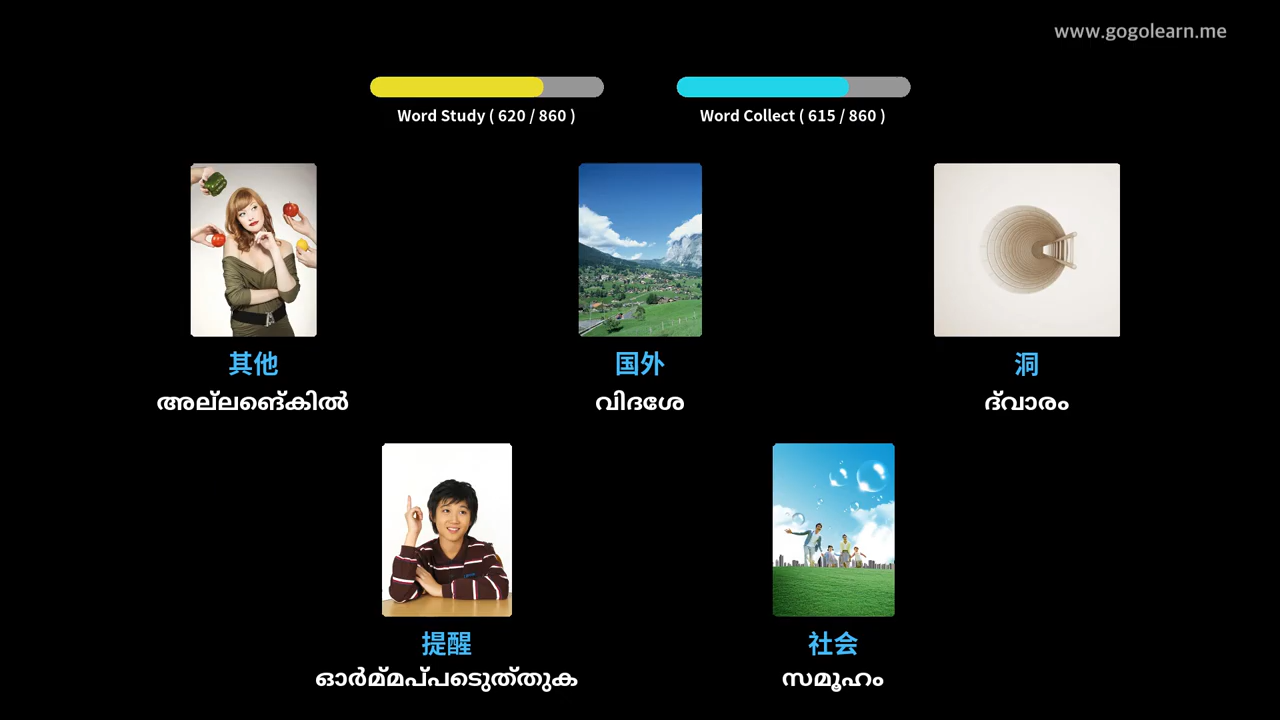 www.gogolearn.me
Word Study ( 620 / 860 )
Word Collect ( 615 / 860 )
其他
国外
洞
അല്ലങ്െകിൽ
വിദശേ
ദ്വാരം
提醒
社会
ഓർമ്മപ്പടെുത്തുക
സമൂഹം